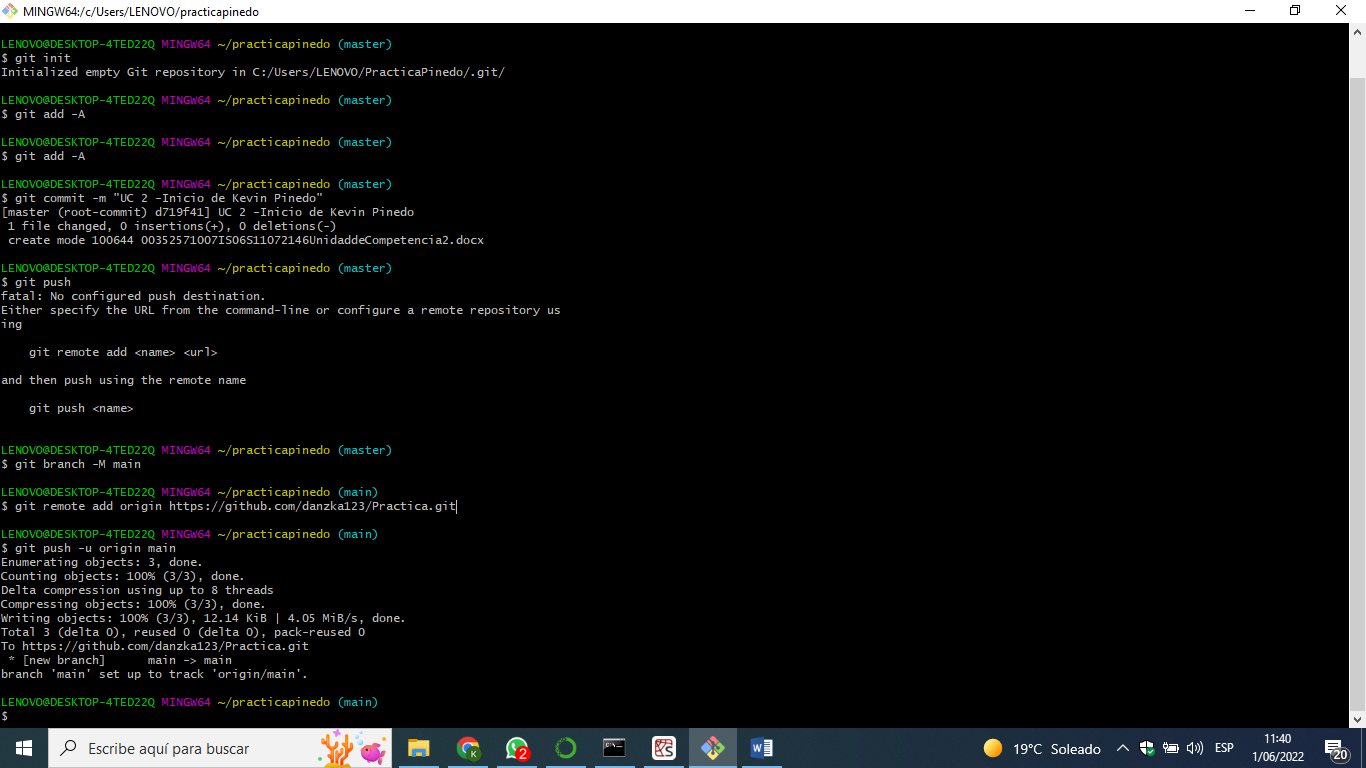 MINGW64:/c/Users/LENOVO/practicapinedo
LENOVO@DESKTOP-4TED22Q MINGW64 ~/practicapinedo (master)
$ git init
Initialized empty Git repository in C:/Users/LENOVO/PracticaPinedo/.git/
LENOVO@DESKTOP-4TED22Q MINGW64 ~/practicapinedo (master)
$ git add -A
LENOVO@DESKTOP-4TED22Q MINGW64 ~/practicapinedo (master)
$ git add -A
LENOVO@DESKTOP-4TED22Q MINGW64 ~/practicapinedo (master)
$ git commit -m "UC 2 -Inicio de Kevin Pinedo"
[master (root-commit) d719f41] UC 2 -Inicio de Kevin Pinedo
 1 file changed, 0 insertions(+), 0 deletions(-)
 create mode 100644 00352571007IS06S11072146UnidaddeCompetencia2.docx
LENOVO@DESKTOP-4TED22Q MINGW64 ~/practicapinedo (master)
$ git push
fatal: No configured push destination.
Either specify the URL from the command-line or configure a remote repository us
ing
    git remote add <name> <url>
and then push using the remote name
    git push <name>
LENOVO@DESKTOP-4TED22Q MINGW64 ~/practicapinedo (master)
$ git branch -M main
LENOVO@DESKTOP-4TED22Q MINGW64 ~/practicapinedo (main)
$ git remote add origin https://github.com/danzka123/Practica.git
LENOVO@DESKTOP-4TED22Q MINGW64 ~/practicapinedo (main)
$ git push -u origin main
Enumerating objects: 3, done.
Counting objects: 100% (3/3), done.
Delta compression using up to 8 threads
Compressing objects: 100% (3/3), done.
Writing objects: 100% (3/3), 12.14 KiB | 4.05 MiB/s, done.
Total 3 (delta 0), reused 0 (delta 0), pack-reused 0
To https://github.com/danzka123/Practica.git
 * [new branch]      main -> main
branch 'main' set up to track 'origin/main'.
LENOVO@DESKTOP-4TED22Q MINGW64 ~/practicapinedo (main)
$
Escribe aquí para buscar
K
2
W
19°C Soleado
ESP
11:40
1/06/2022
20